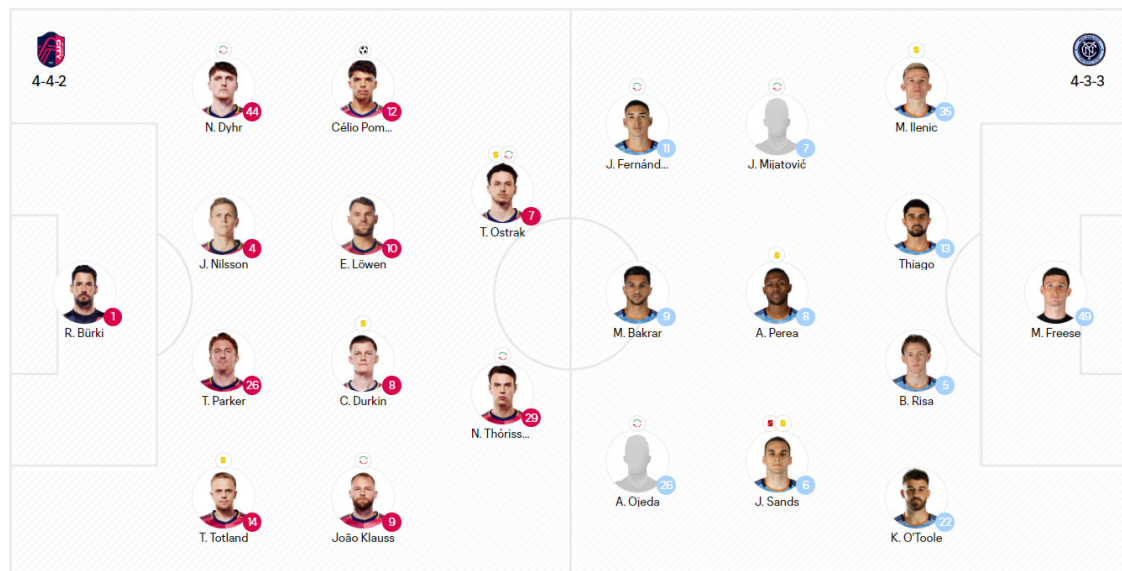 CITY
4-4-2
1
R. Bürki
44
N. Dyhr
4
J. Nilsson
26
T. Parker
14
T. Totland
12
Célio Pom...
10
E. Löwen
8
C. Durkin
9
João Klauss
7
T. Ostrak
29
N. Thóriss...
11
J. Fernánd...
9
M. Bakrar
26
A. Ojeda
7
J. Mijatović
8
A. Perea
6
J. Sands
35
M. Ilenic
13
Thiago
5
B. Risa
22
K. O'Toole
49
M. Freese
4-3-3